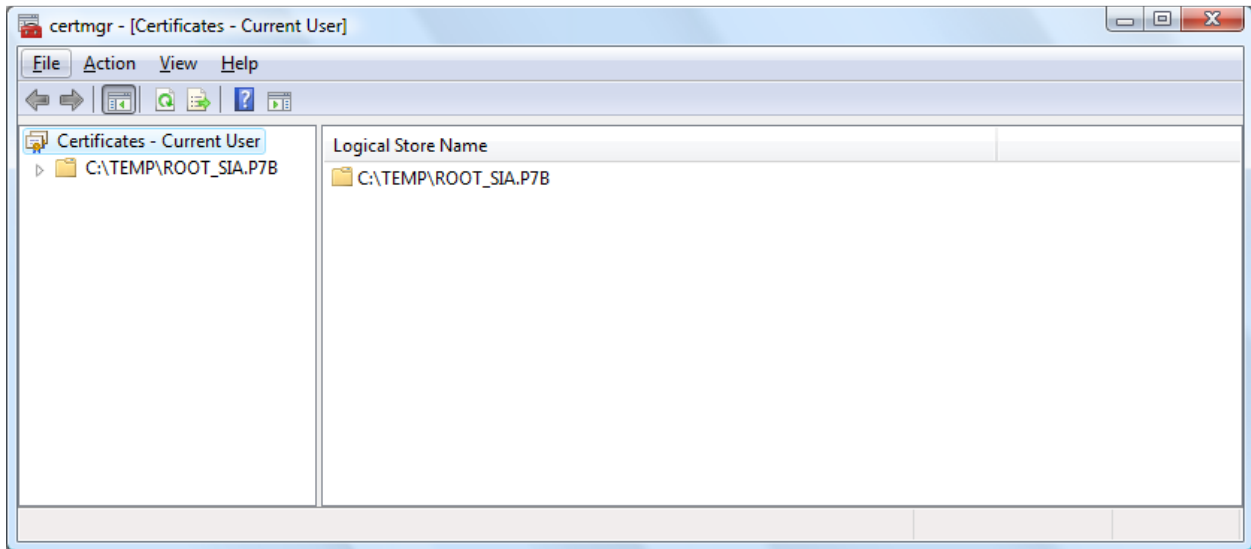 certmgr - [Certificates - Current User]
File Action View Help
Certificates - Current User
C:\TEMP\ROOT_SIA.P7B
Logical Store Name
C:\TEMP\ROOT_SIA.P7B